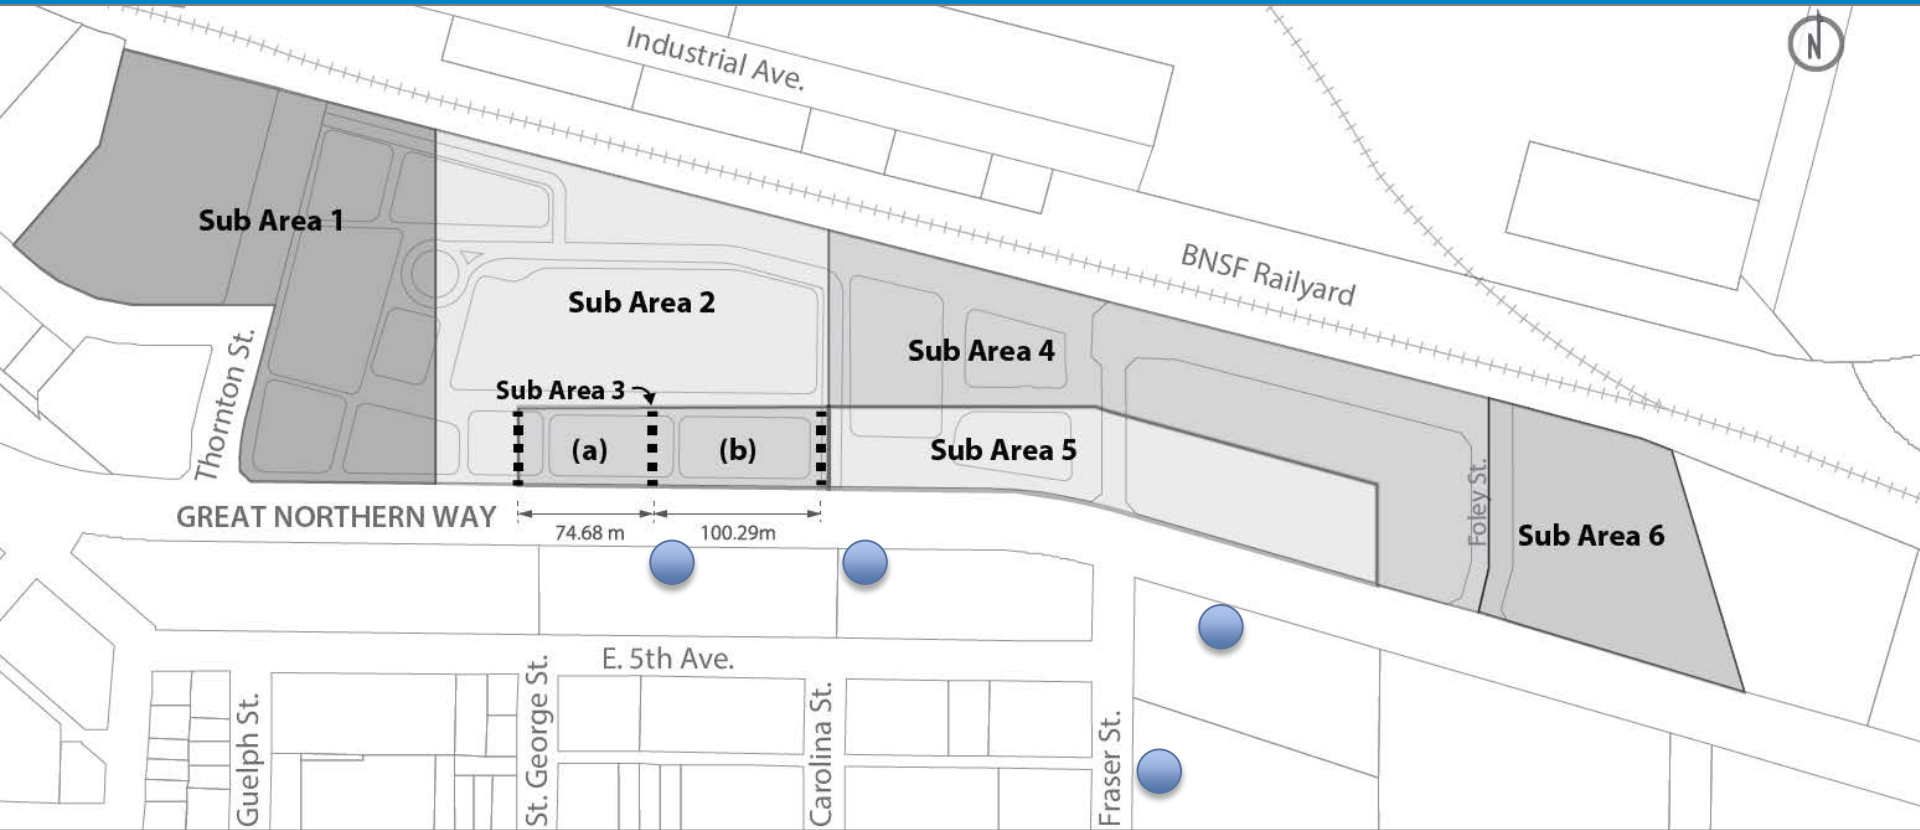 Industrial Ave.
N
Sub Area 1
BNSF Railyard
Sub Area 2
Sub Area 4
Thornton St.
Sub Area 3
(a)
(b)
Sub Area 5
Foley St.
GREAT NORTHERN WAY
74.68 m
100.29m
Sub Area 6
E. 5th Ave.
Guelph St.
St. George St.
Carolina St.
Fraser St.